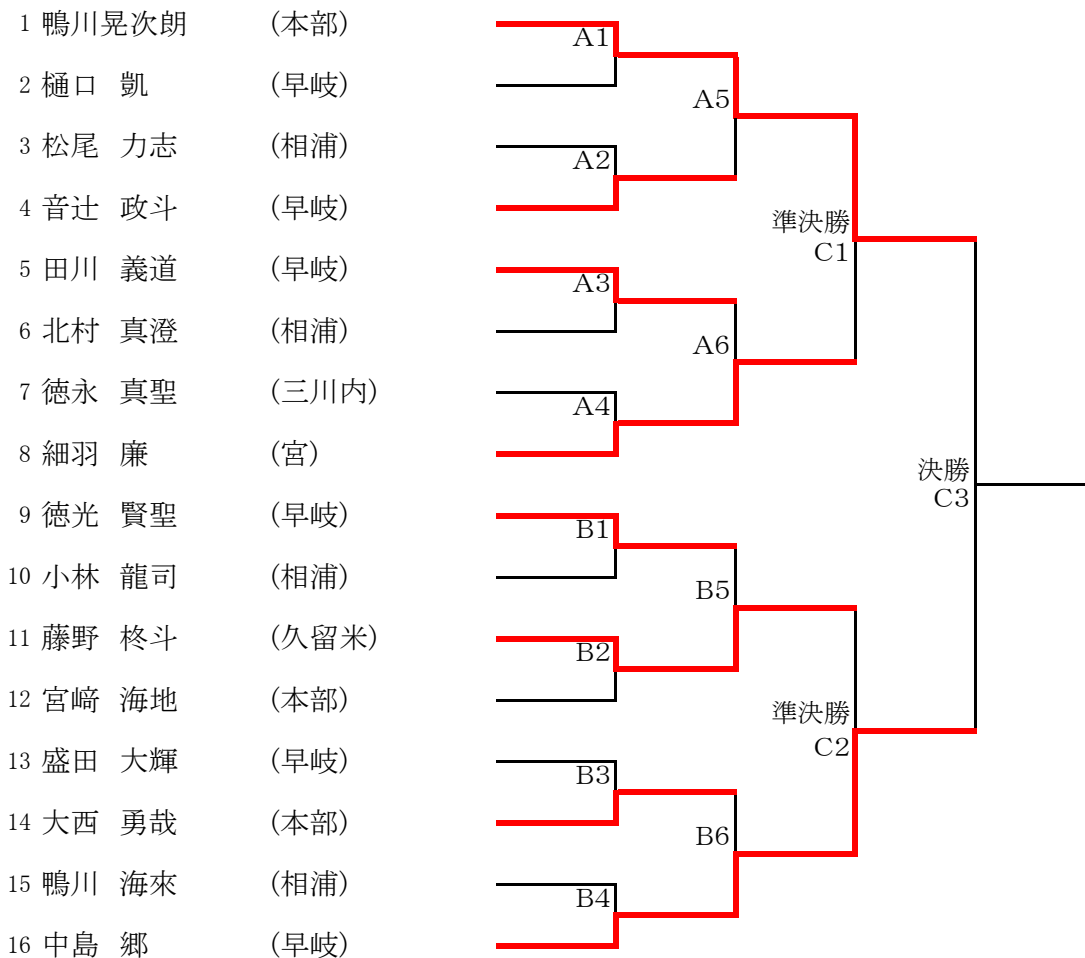 1 鴨川晃次朗 (本部)
A1
2 樋口 凱 (早岐)
A5
3 松尾 力志 (相浦)
A2
4 音辻 政斗 (早岐)
準決勝
C1
5 田川 義道 (早岐)
A3
6 北村 真澄 (相浦)
A6
7 徳永 真聖 (三川内)
A4
8 細羽 廉 (宮)
決勝
C3
9 徳光 賢聖 (早岐)
B1
10 小林 龍司 (相浦)
B5
11 藤野 柊斗 (久留米)
B2
12 宮﨑 海地 (本部)
準決勝
C2
13 盛田 大輝 (早岐)
B3
14 大西 勇哉 (本部)
B6
15 鴨川 海來 (相浦)
B4
16 中島 郷 (早岐)